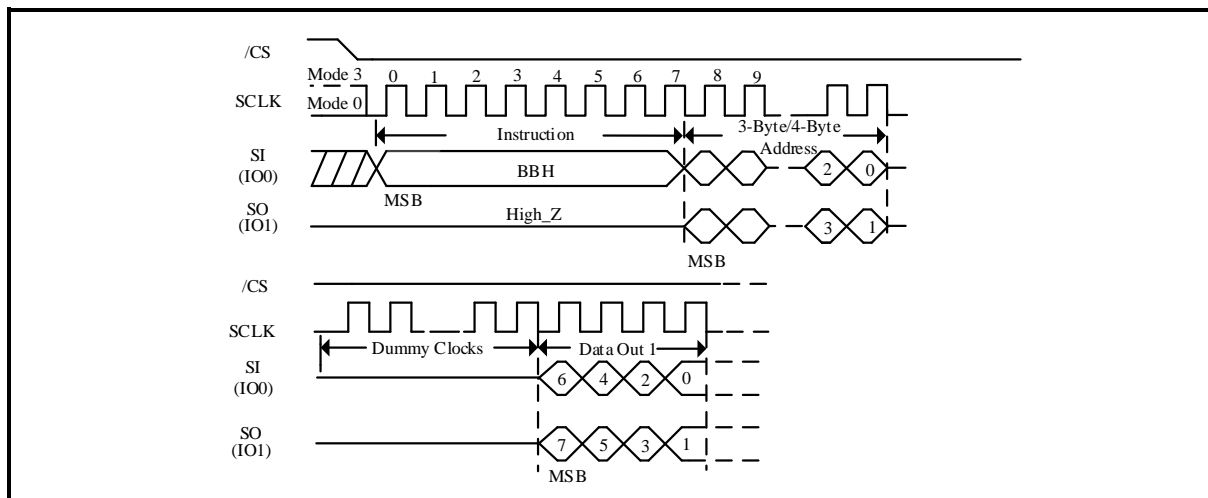 /CS
Mode 3 0 1 2 3 4 5 6 7 8 9
SCLK Mode 0
Instruction 3-Byte/4-Byte
Address
SI
(IO0)
BBH 2 0
MSB
SO
(IO1)
High_Z 3 1
MSB
/CS
SCLK
Dummy Clocks Data Out 1
SI
(IO0)
6 4 2 0
SO
(IO1)
7 5 3 1
MSB